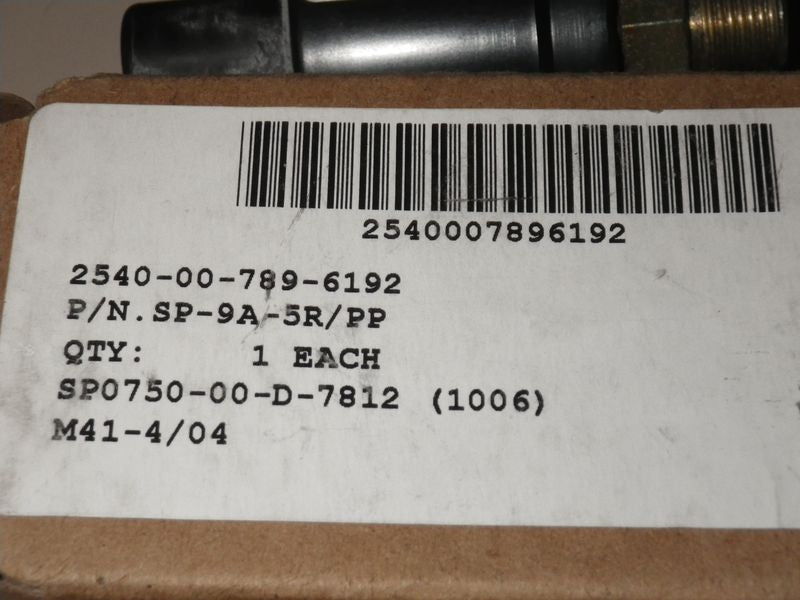 2540007896192
2540-00-789-6192
P/N.SP-9A-5R/PP
QTY: 1 EACH
SP0750-00-D-7812 (1006)
M41-4/04